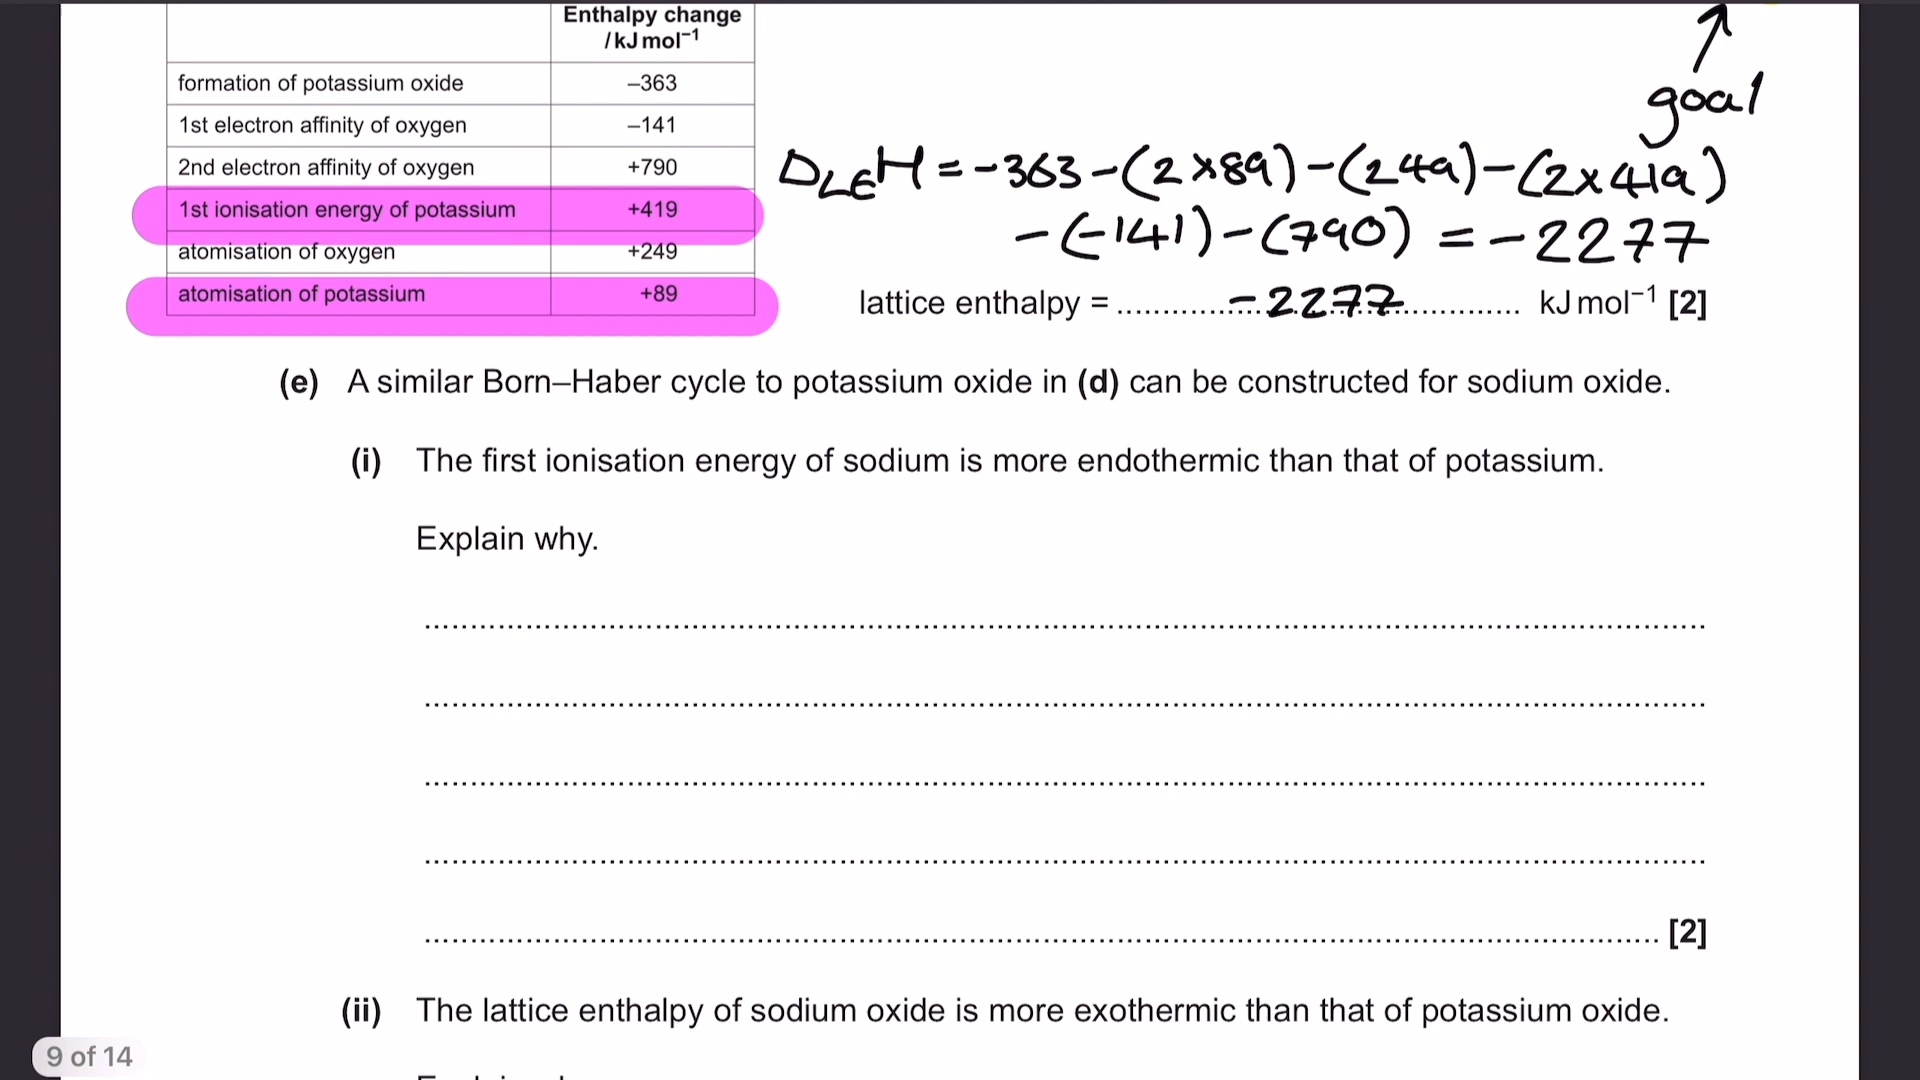 Enthalpy change
/ kJ mol⁻¹
formation of potassium oxide –363
1st electron affinity of oxygen –141
2nd electron affinity of oxygen +790
1st ionisation energy of potassium +419
atomisation of oxygen +249
atomisation of potassium +89
goal
DLEH = -363 - (2×89) - (249) - (2×419)
- (-141) - (790) = -2277
lattice enthalpy = .............-2277............. kJ mol⁻¹ [2]
(e) A similar Born–Haber cycle to potassium oxide in (d) can be constructed for sodium oxide.
(i) The first ionisation energy of sodium is more endothermic than that of potassium.
Explain why.
[2]
(ii) The lattice enthalpy of sodium oxide is more exothermic than that of potassium oxide.
9 of 14